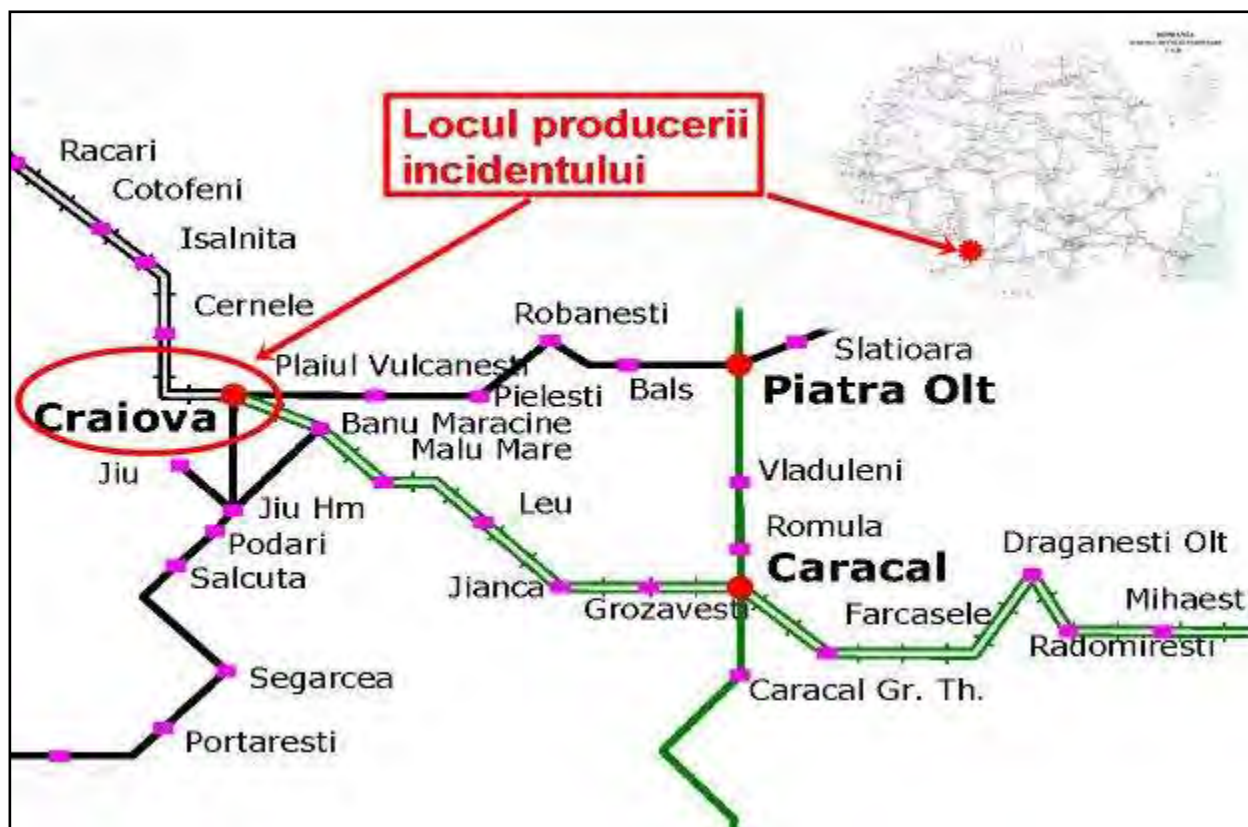 ROMANIA
Locul producerii
incidentului
Racari
Cotofeni
Isalnita
Cernele
Robanesti
Slatioara
Plaiul Vulcanesti
Pielesti
Bals
Piatra Olt
Craiova
Banu Maracine
Malu Mare
Jiu
Vladuleni
Jiu Hm
Leu
Romula
Podari
Draganesti Olt
Salcuta
Caracal
Jianca
Grozavesti
Farcasele
Mihaest
Radomiresti
Segarcea
Caracal Gr. Th.
Portaresti